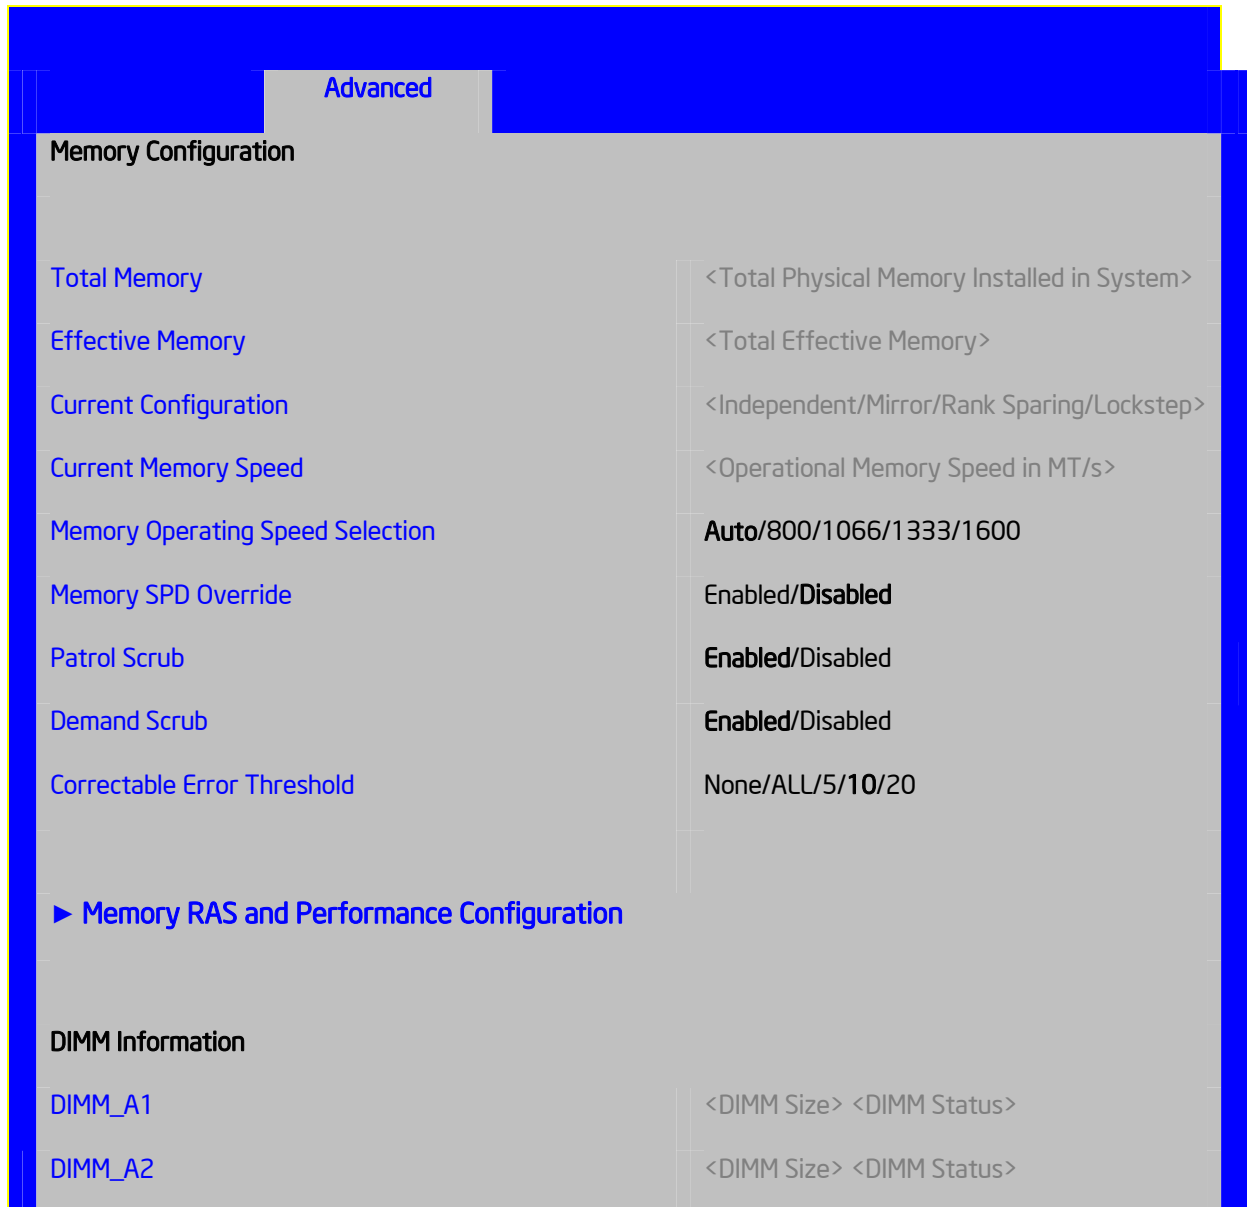 Advanced
Memory Configuration
Total Memory <Total Physical Memory Installed in System>
Effective Memory <Total Effective Memory>
Current Configuration <Independent/Mirror/Rank Sparing/Lockstep>
Current Memory Speed <Operational Memory Speed in MT/s>
Memory Operating Speed Selection Auto/800/1066/1333/1600
Memory SPD Override Enabled/Disabled
Patrol Scrub Enabled/Disabled
Demand Scrub Enabled/Disabled
Correctable Error Threshold None/ALL/5/10/20
► Memory RAS and Performance Configuration
DIMM Information
DIMM_A1 <DIMM Size> <DIMM Status>
DIMM_A2 <DIMM Size> <DIMM Status>